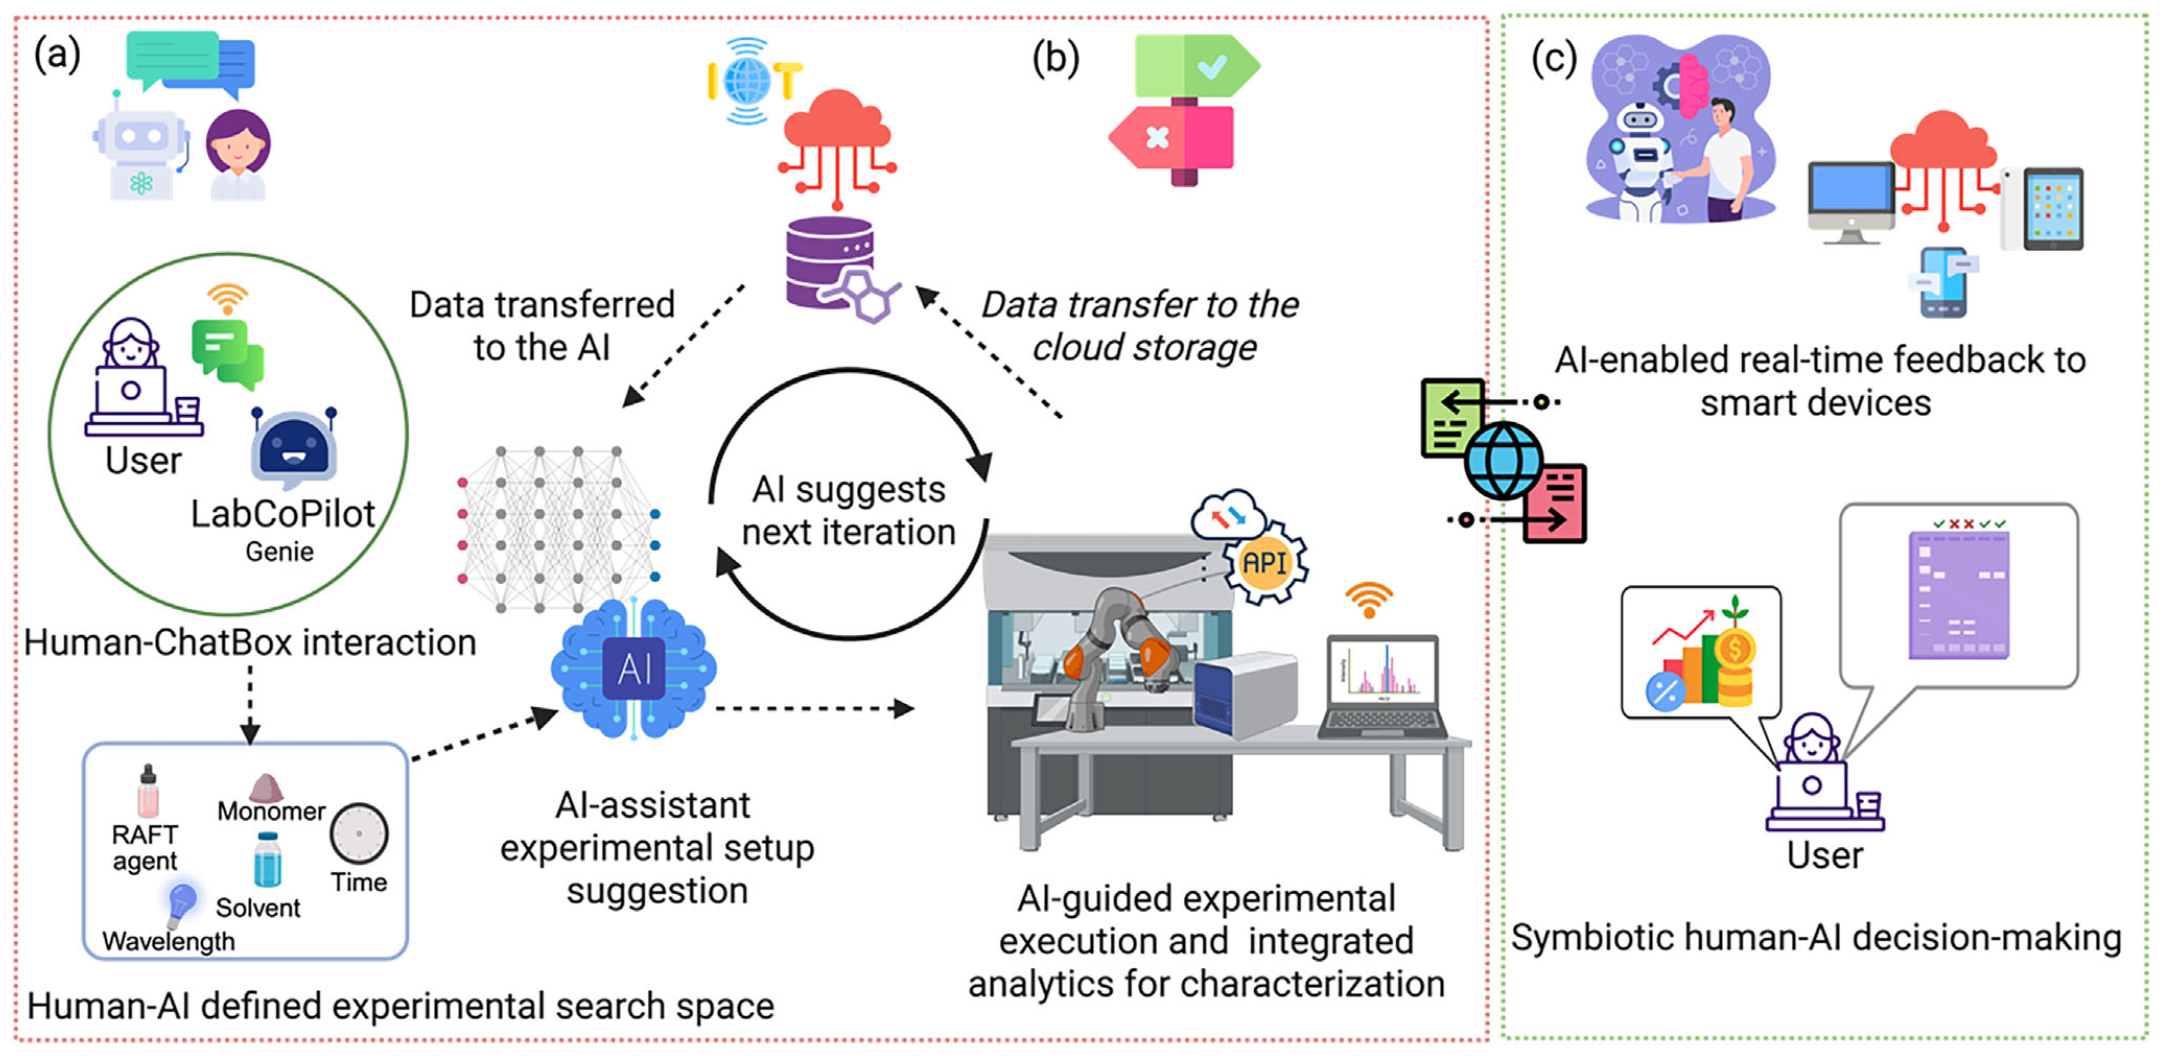 (a)
IOT
(b)
(c)
Data transferred
to the AI
Data transfer to the
cloud storage
AI-enabled real-time feedback to
smart devices
User
LabCoPilot
Genie
AI suggests
next iteration
API
Human-ChatBox interaction
AI
RAFT
agent
Monomer
Solvent
Time
Wavelength
Human-AI defined experimental search space
AI-assistant
experimental setup
suggestion
AI-guided experimental
execution and integrated
analytics for characterization
$
%
User
Symbiotic human-AI decision-making